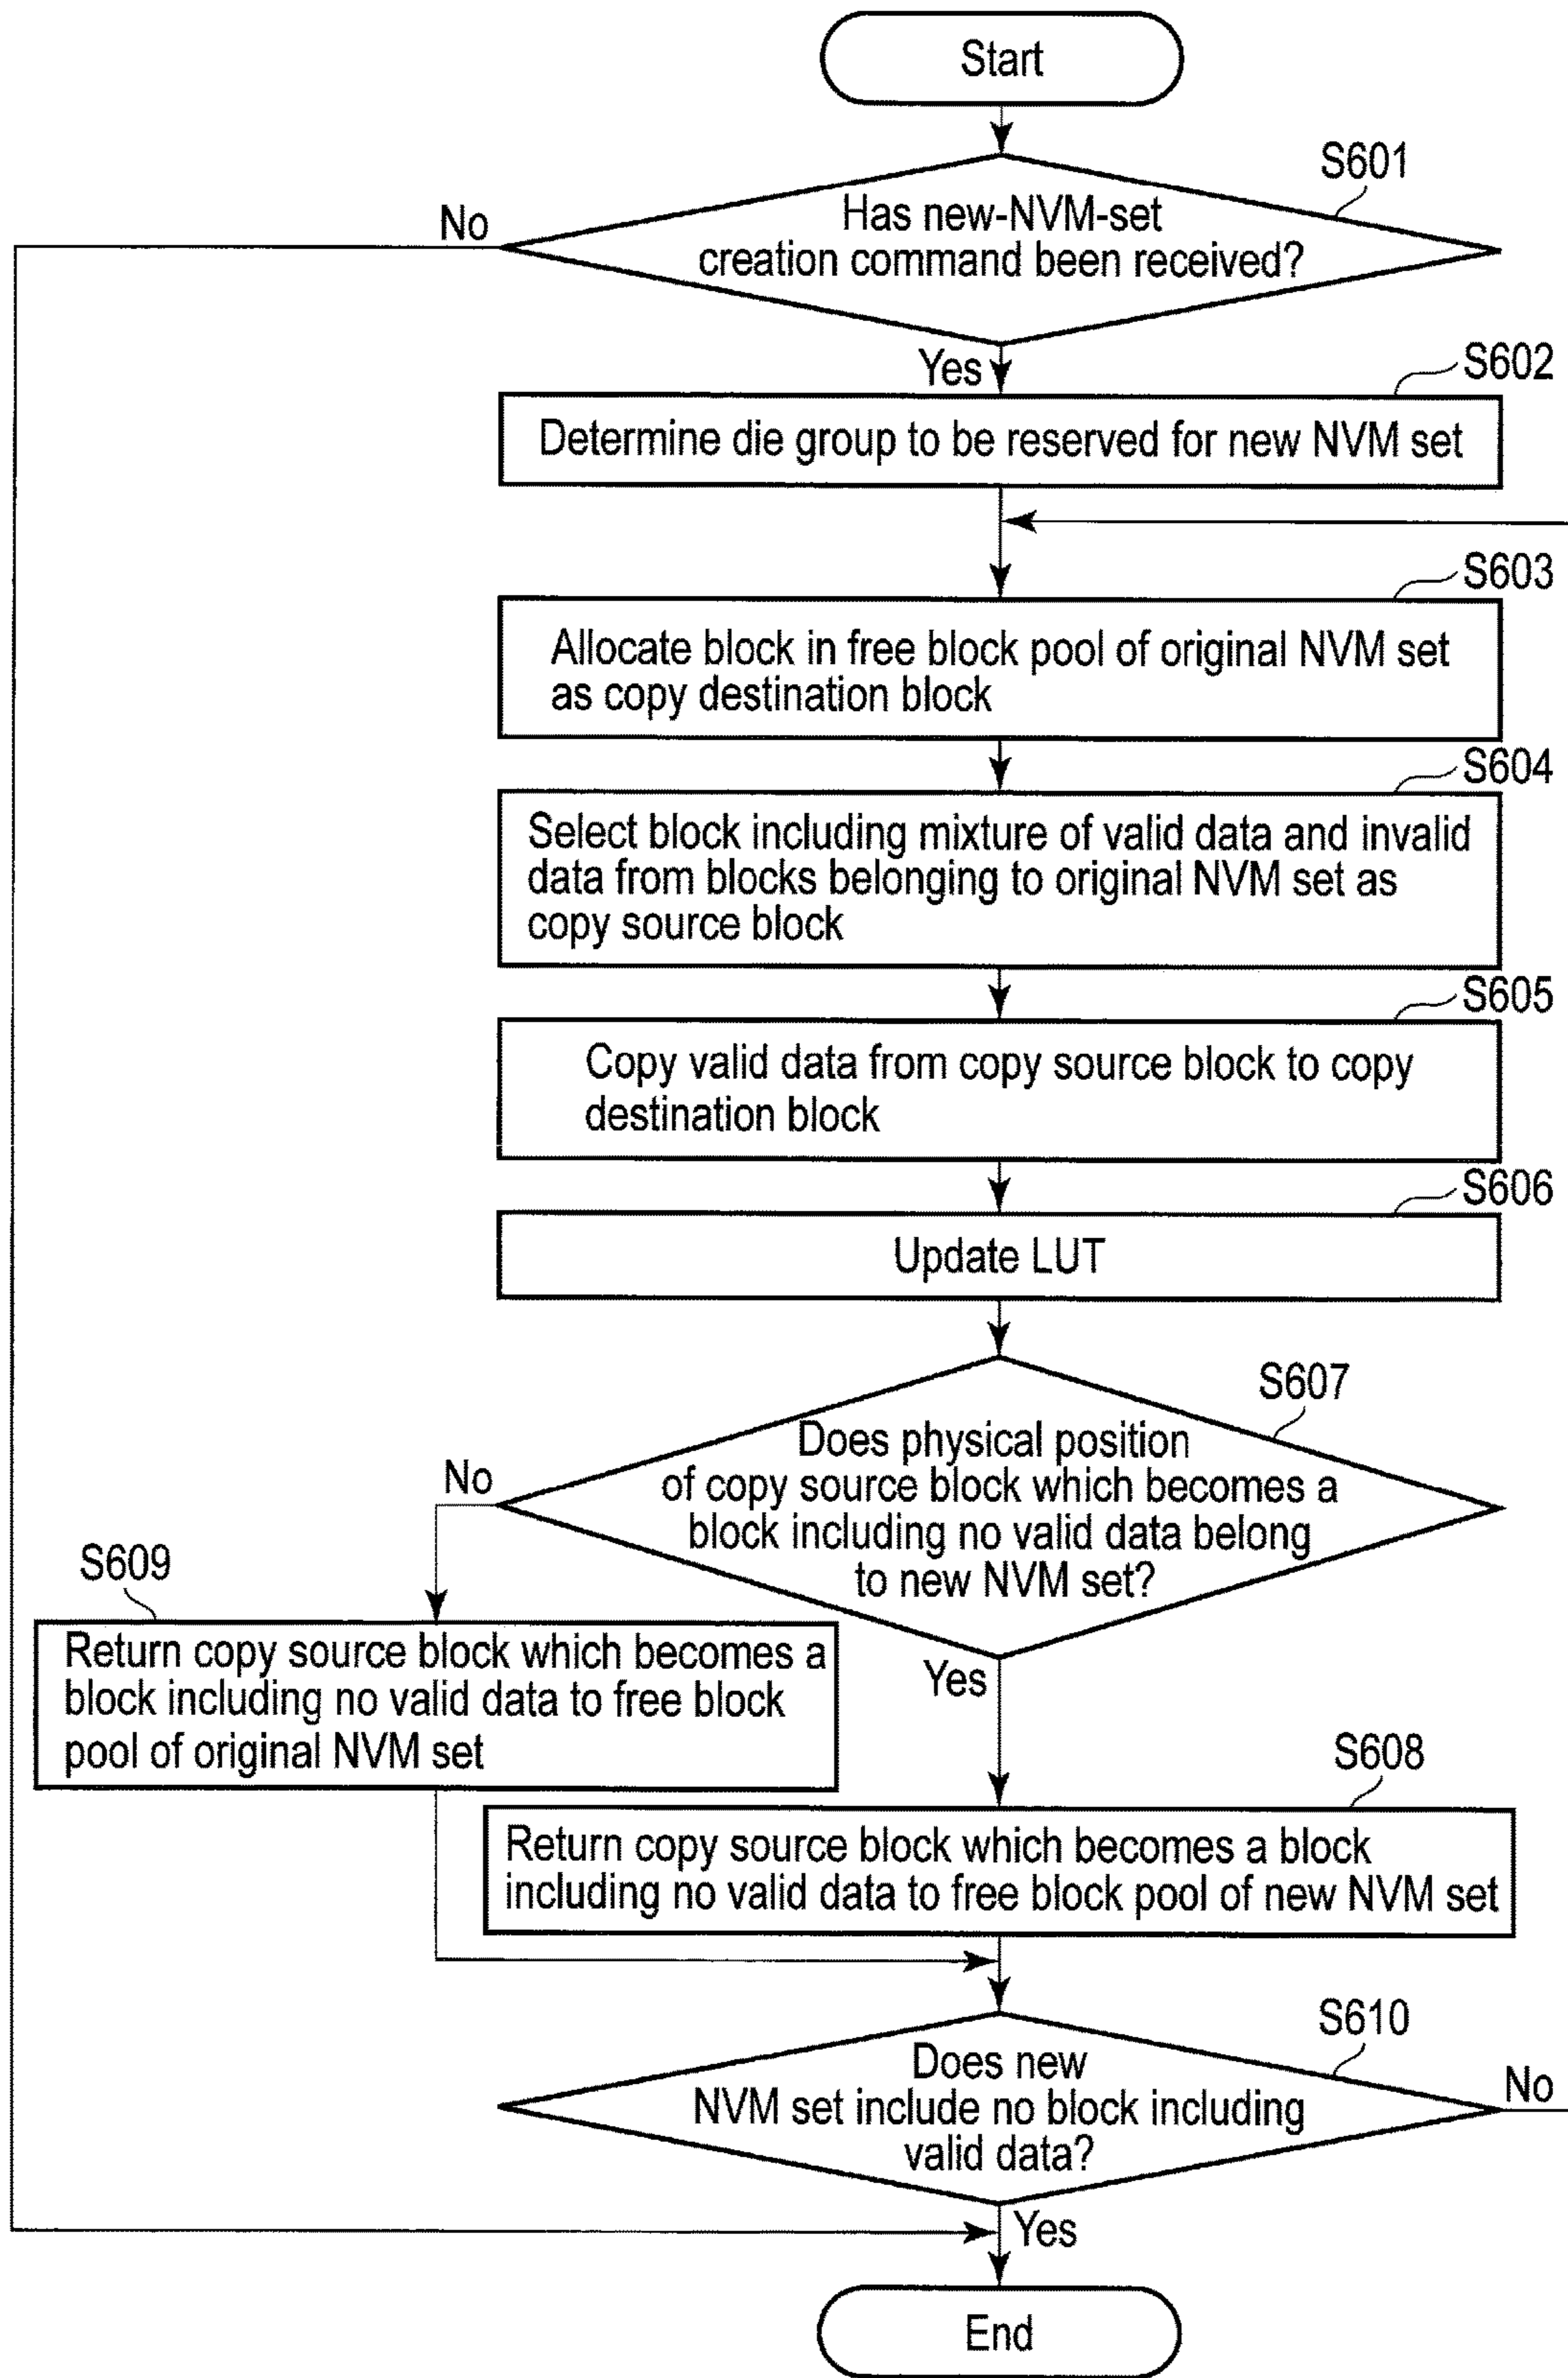 Start
S601
Has new-NVM-set
creation command been received?
No
Yes
S602
Determine die group to be reserved for new NVM set
S603
Allocate block in free block pool of original NVM set
as copy destination block
S604
Select block including mixture of valid data and invalid
data from blocks belonging to original NVM set as
copy source block
S605
Copy valid data from copy source block to copy
destination block
S606
Update LUT
S607
Does physical position
of copy source block which becomes a
block including no valid data belong
to new NVM set?
No
Yes
S609
Return copy source block which becomes a
block including no valid data to free block
pool of original NVM set
S608
Return copy source block which becomes a block
including no valid data to free block pool of new NVM set
S610
Does new
NVM set include no block including
valid data?
No
Yes
End